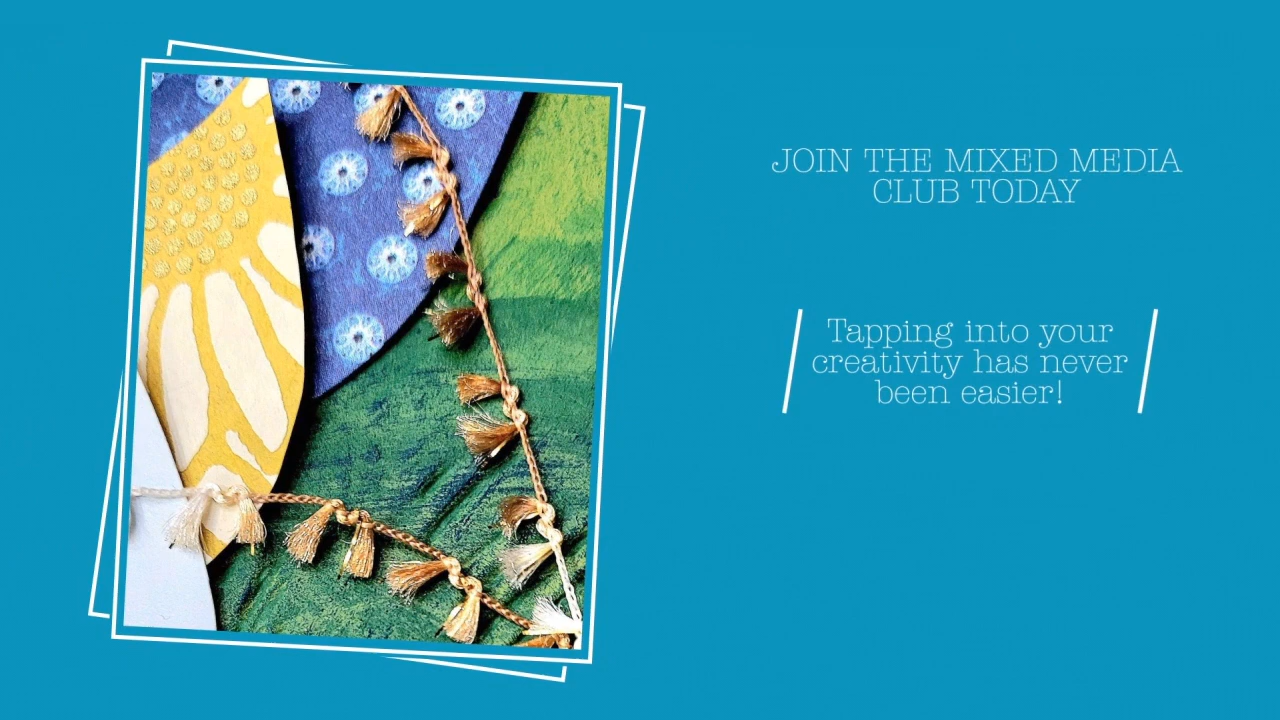 JOIN THE MIXED MEDIA
CLUB TODAY
Tapping into your
creativity has never
been easier!